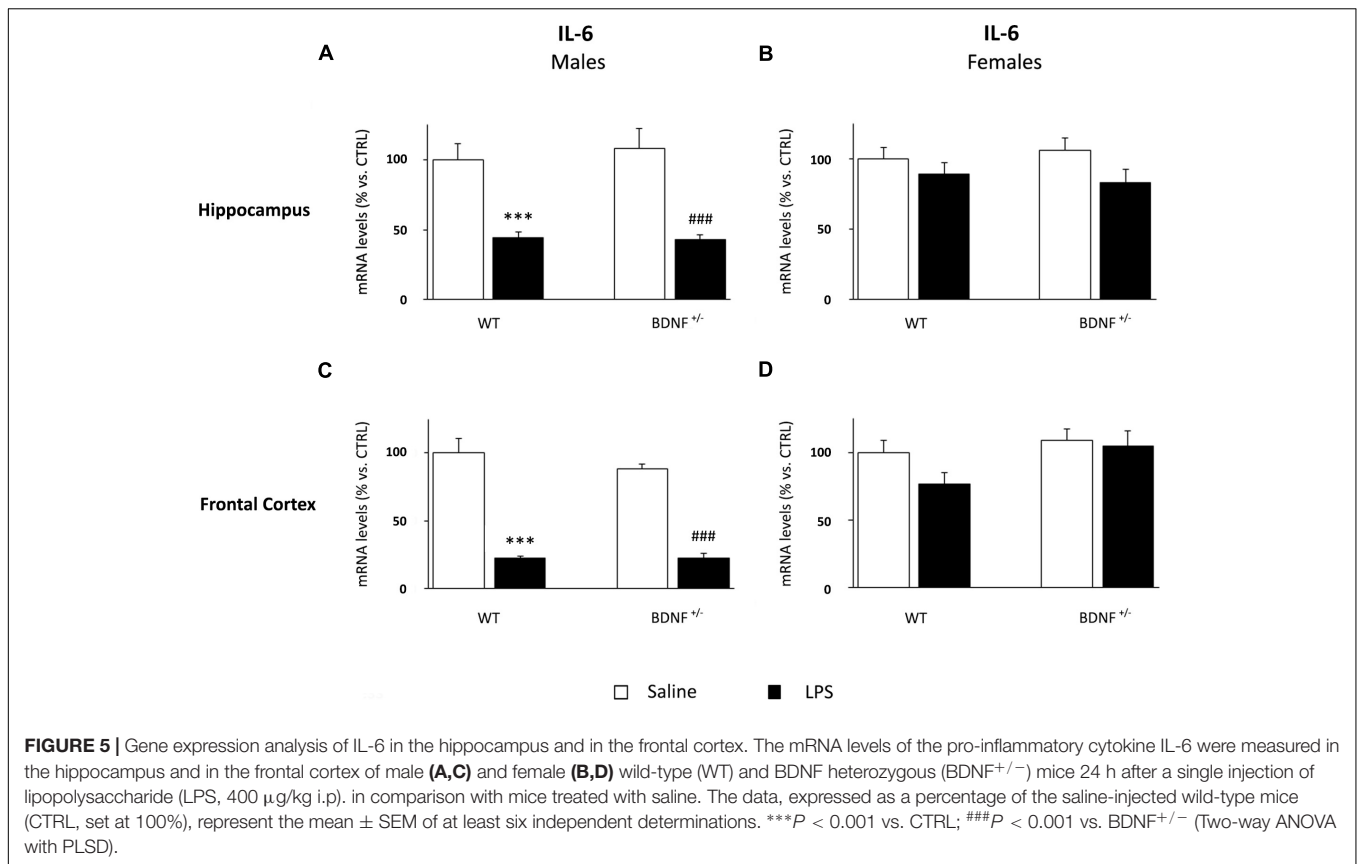 IL-6
Males
IL-6
Females
A
B
Hippocampus
mRNA levels (% vs. CTRL)
100
50
0
***
###
WT
BDNF +/-
mRNA levels (% vs. CTRL)
100
50
0
WT
BDNF +/-
C
D
Frontal Cortex
mRNA levels (% vs. CTRL)
100
50
0
***
###
WT
BDNF +/-
mRNA levels (% vs. CTRL)
100
50
0
WT
BDNF +/-
Saline
LPS
FIGURE 5 | Gene expression analysis of IL-6 in the hippocampus and in the frontal cortex. The mRNA levels of the pro-inflammatory cytokine IL-6 were measured in
the hippocampus and in the frontal cortex of male (A,C) and female (B,D) wild-type (WT) and BDNF heterozygous (BDNF+/−) mice 24 h after a single injection of
lipopolysaccharide (LPS, 400 μg/kg i.p). in comparison with mice treated with saline. The data, expressed as a percentage of the saline-injected wild-type mice
(CTRL, set at 100%), represent the mean ± SEM of at least six independent determinations. ***P < 0.001 vs. CTRL; ###P < 0.001 vs. BDNF+/− (Two-way ANOVA
with PLSD).